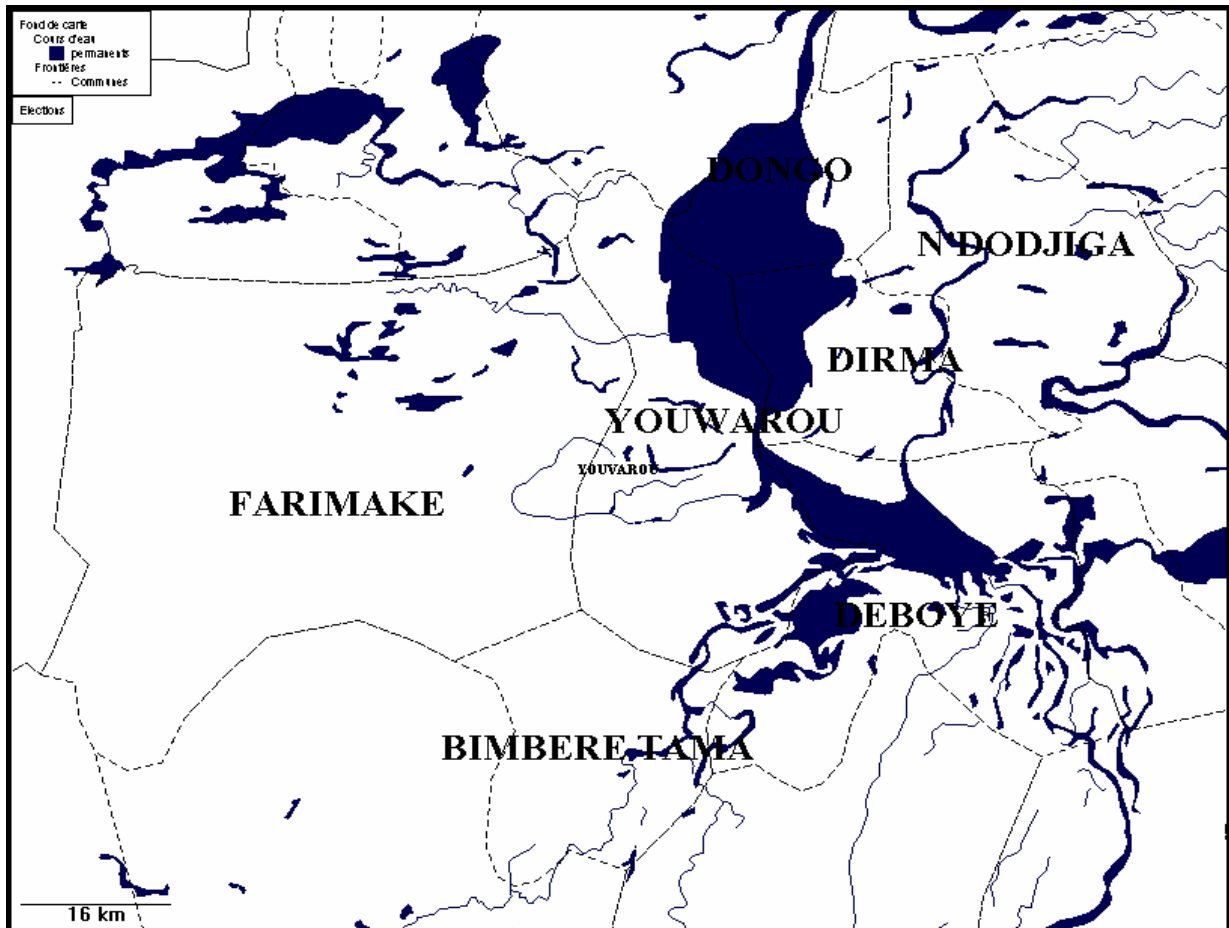 Fond de carte
Cours d'eau
permanents
Frontières
-- Communes
Elections
DONGO
N'DODJIGA
DIRMA
YOUWAROU
YOUVAROU
FARIMAKE
DEBOYE
BIMBERE TAMA
16 km